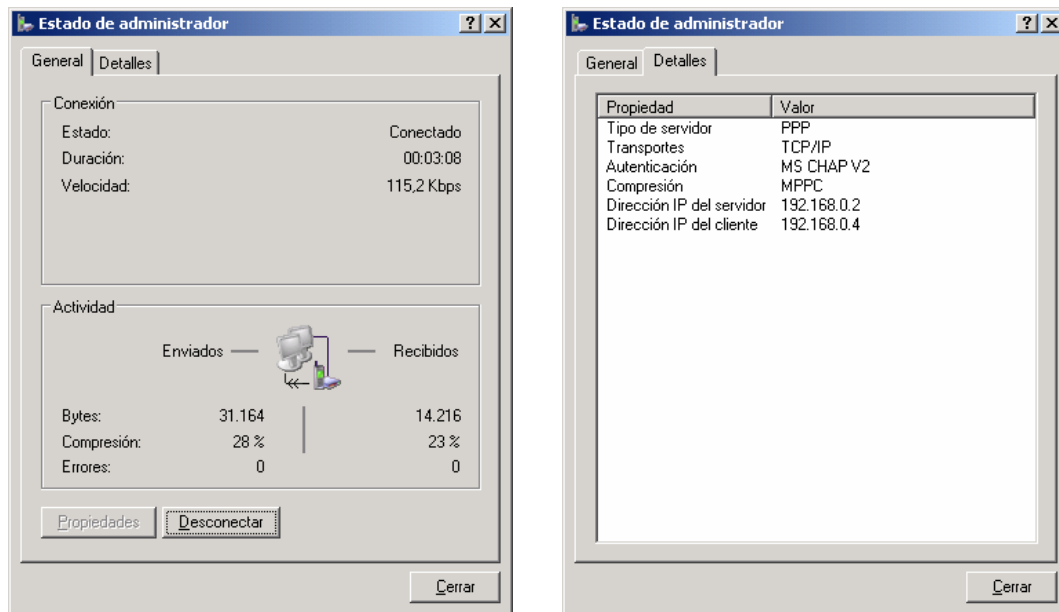 Estado de administrador
General Detalles
Conexión
Estado: Conectado
Duración: 00:03:08
Velocidad: 115,2 Kbps
Actividad
Enviados Recibidos
Bytes: 31.164 14.216
Compresión: 28 % 23 %
Errores: 0 0
Propiedades Desconectar
Cerrar
Estado de administrador
General Detalles
Propiedad Valor
Tipo de servidor PPP
Transportes TCP/IP
Autenticación MS CHAP V2
Compresión MPPC
Dirección IP del servidor 192.168.0.2
Dirección IP del cliente 192.168.0.4
Cerrar